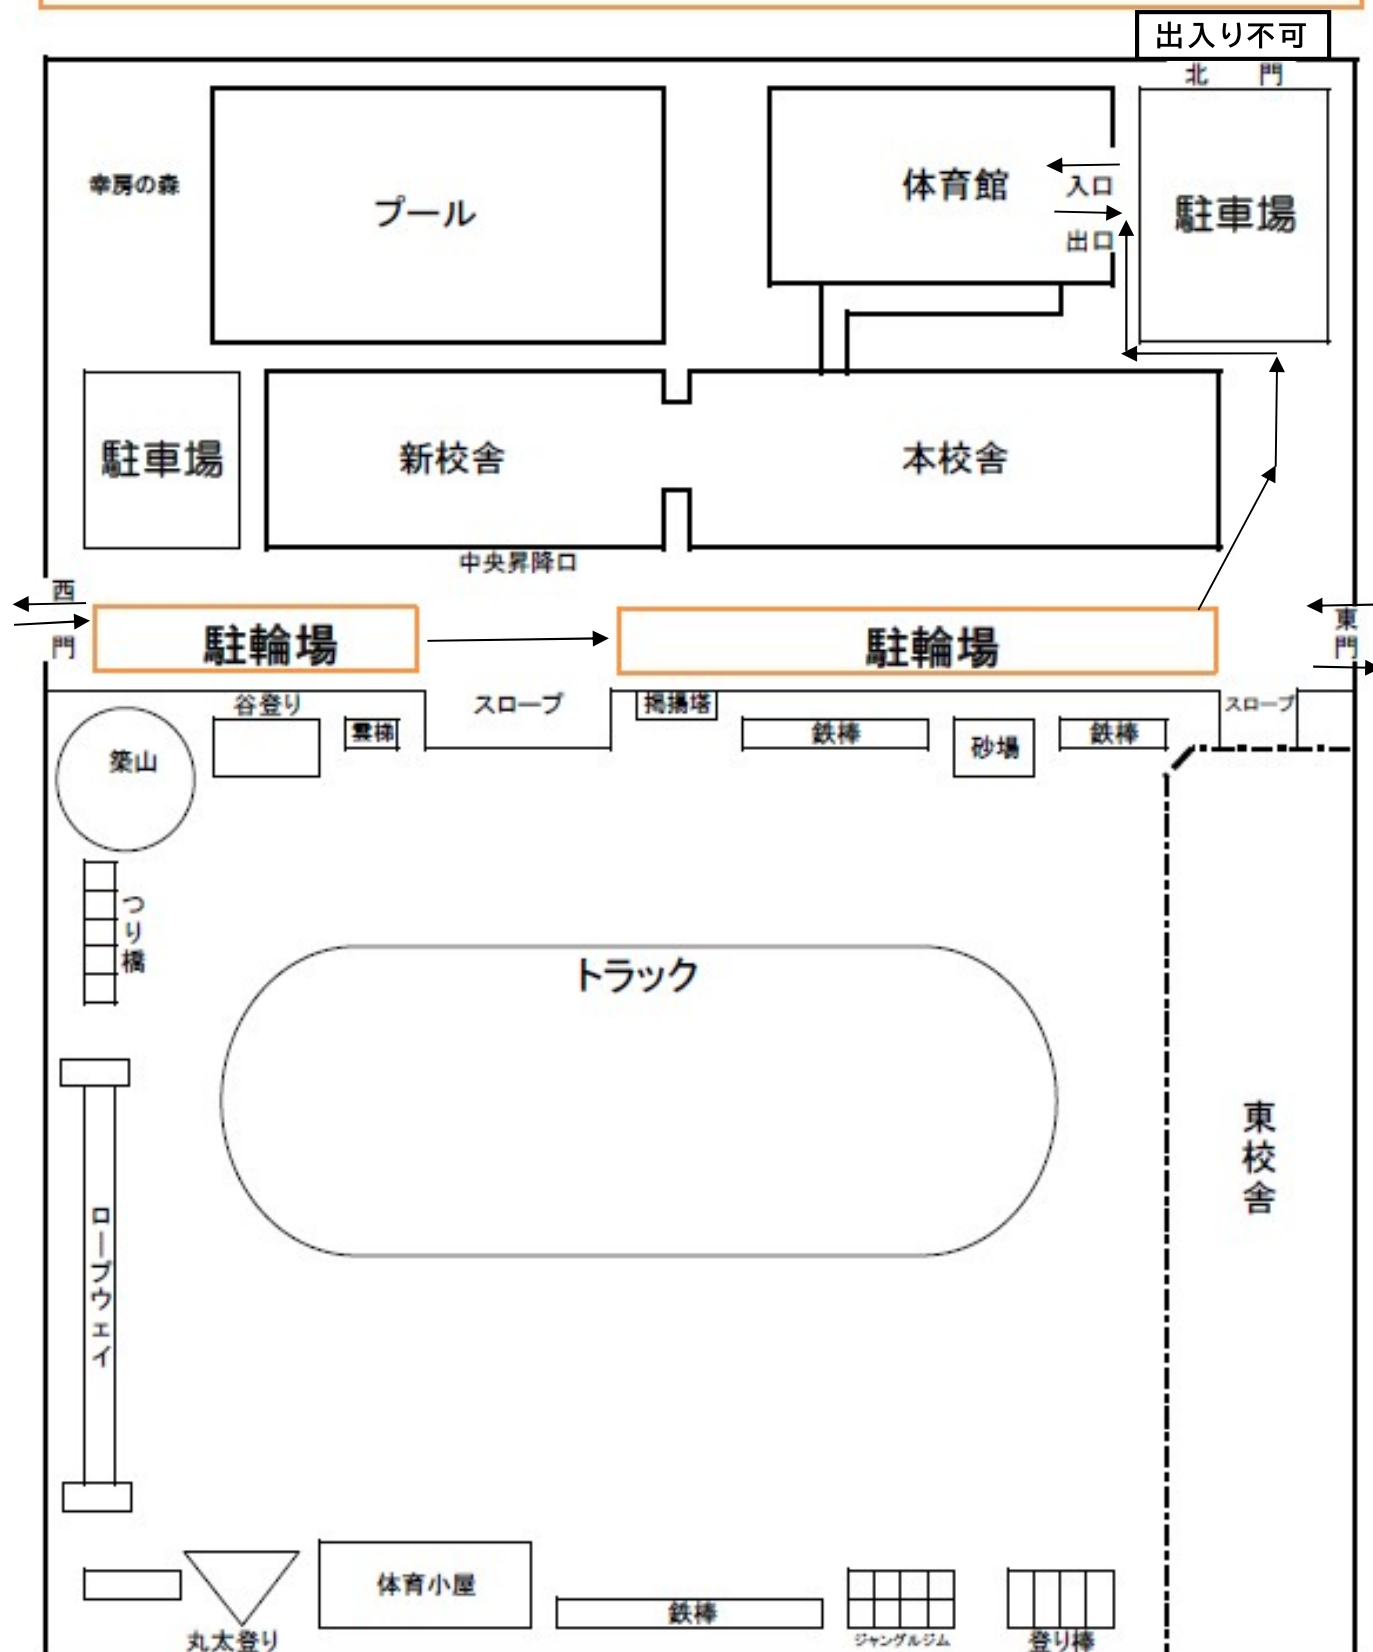 出入り不可
北 門
幸房の森
プール
体育館
入口
出口
駐車場
駐車場
新校舎
本校舎
中央昇降口
西
門
駐輪場
駐輪場
東
門
谷登り
雲梯
スロープ
掲揚塔
鉄棒
砂場
鉄棒
スロープ
築山
つり橋
トラック
東校舎
ロープウェイ
体育小屋
丸太登り
鉄棒
ジャングルジム
登り棒